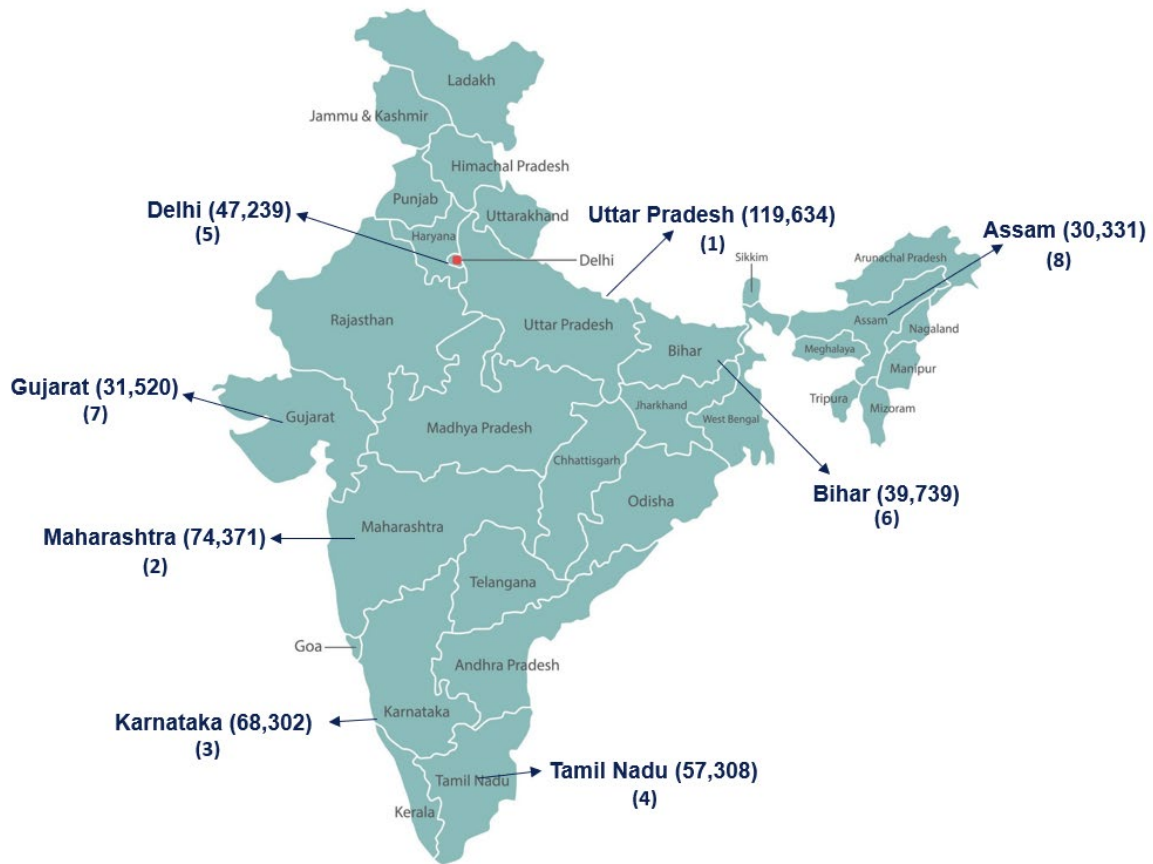 Ladakh
Jammu & Kashmir
Himachal Pradesh
Punjab
Uttarakhand
Delhi (47,239)
(5)
Haryana
Uttar Pradesh (119,634)
(1)
Assam (30,331)
(8)
Delhi
Sikkim
Arunachal Pradesh
Rajasthan
Uttar Pradesh
Assam
Nagaland
Bihar
Meghalaya
Manipur
Gujarat (31,520)
(7)
Gujarat
Jharkhand
West Bengal
Tripura
Mizoram
Madhya Pradesh
Chhattisgarh
Bihar (39,739)
(6)
Odisha
Maharashtra
Maharashtra (74,371)
(2)
Telangana
Goa
Andhra Pradesh
Karnataka
Karnataka (68,302)
(3)
Tamil Nadu
Tamil Nadu (57,308)
(4)
Kerala